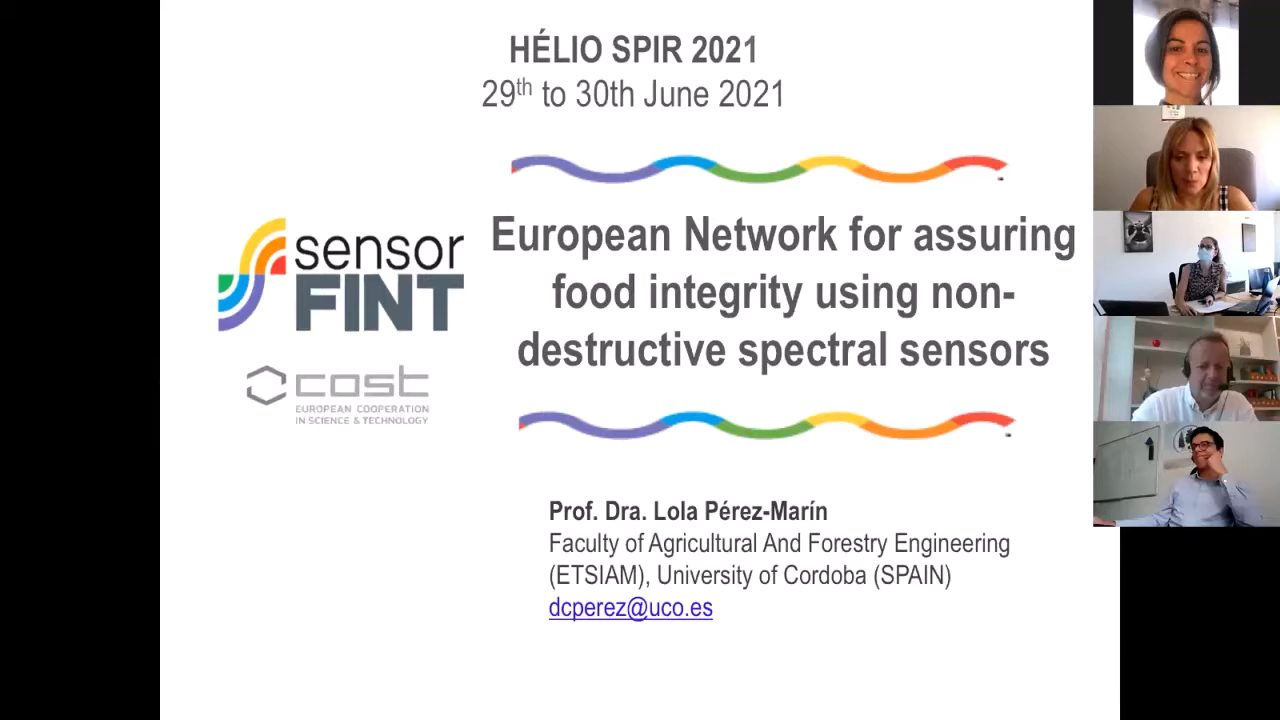 HÉLIO SPIR 2021
29th to 30th June 2021
sensor
FINT
cost
EUROPEAN COOPERATION
IN SCIENCE & TECHNOLOGY
European Network for assuring
food integrity using non-
destructive spectral sensors
Prof. Dra. Lola Pérez-Marín
Faculty of Agricultural And Forestry Engineering
(ETSIAM), University of Cordoba (SPAIN)
dcperez@uco.es